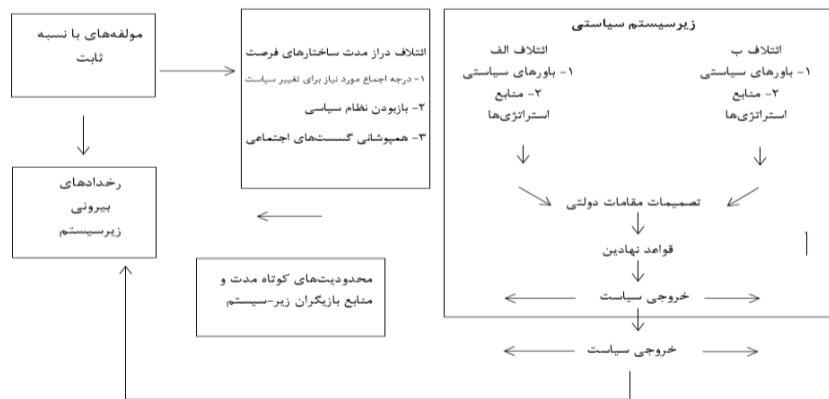 مولفه‌های با نسبه
ثابت
ائتلاف دراز مدت ساختارهای فرصت
۱- درجه اجماع مورد نیاز برای تغییر سیاست
۲- بازبودن نظام سیاسی
۳- همپوشانی گسست‌های اجتماعی
زیرسیستم سیاستی
ائتلاف ب
۱- باورهای سیاستی
۲- منابع
استراتژی‌ها
ائتلاف الف
۱- باورهای سیاستی
۲- منابع
استراتژی‌ها
تصمیمات مقامات دولتی
قواعد نهادین
خروجی سیاست
خروجی سیاست
رخدادهای
بیرونی
زیرسیستم
محدودیت‌های کوتاه مدت و
منابع بازیگران زیر-سیستم